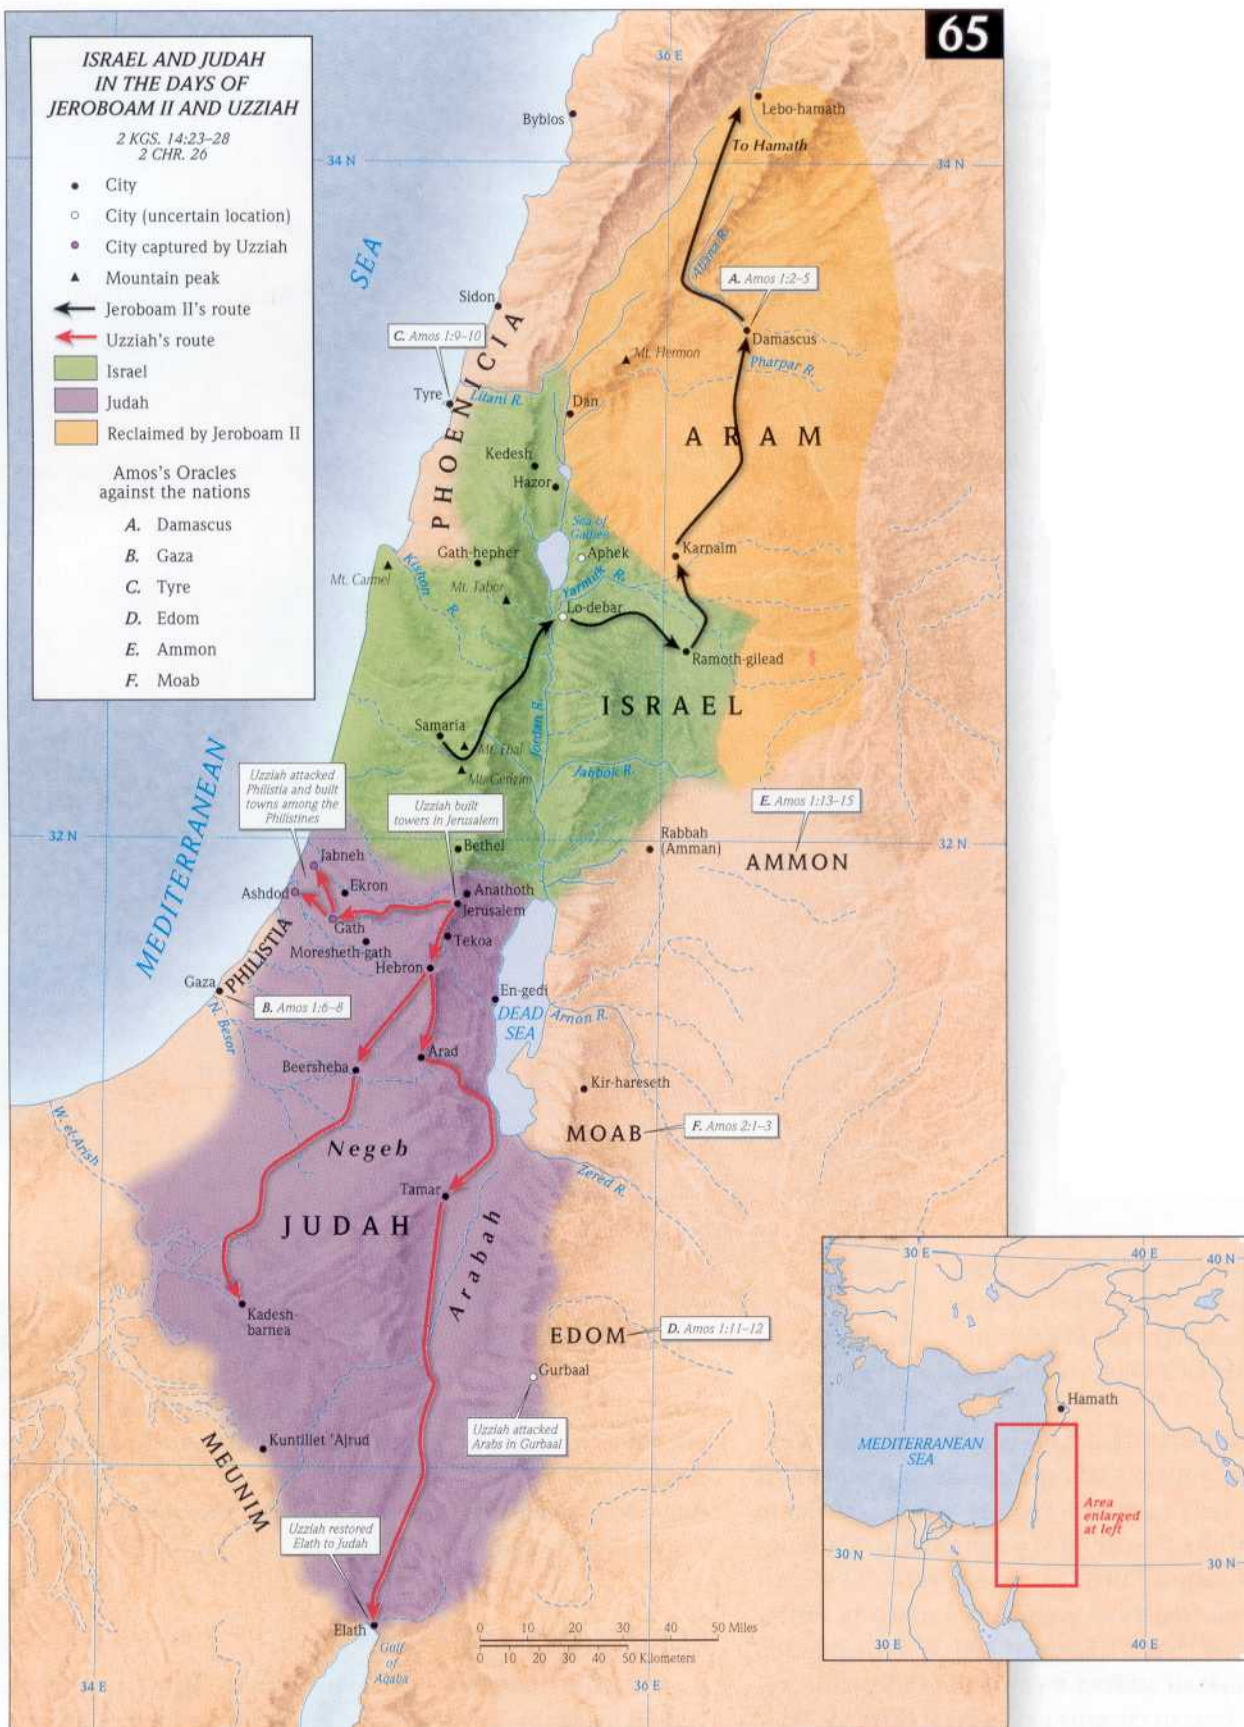 65
ISRAEL AND JUDAH
IN THE DAYS OF
JEROBOAM II AND UZZIAH
2 KGS. 14:23–28
2 CHR. 26
City
City (uncertain location)
City captured by Uzziah
Mountain peak
Jeroboam II's route
Uzziah's route
Israel
Judah
Reclaimed by Jeroboam II
Amos's Oracles
against the nations
A. Damascus
B. Gaza
C. Tyre
D. Edom
E. Ammon
F. Moab
36 E
Lebo-hamath
Byblos
To Hamath
34 N
34 N
SEA
Abana R.
A. Amos 1:2–5
Sidon
C. Amos 1:9–10
Damascus
Mt. Hermon
Pharpar R.
PHOENICIA
Tyre
Litani R.
Dan
ARAM
Kedesh
Hazor
Sea of
Galilee
Gath-hepher
Aphek
Karnaim
Mt. Carmel
Kishon R.
Mt. Tabor
Yarmuk R.
Lo-debar
Ramoth-gilead
ISRAEL
Samaria
Mt. Ebal
Jordan R.
Mt. Gerizim
Jabbok R.
MEDITERRANEAN
Uzziah attacked
Philistia and built
towns among the
Philistines
Uzziah built
towers in Jerusalem
E. Amos 1:13–15
32 N
Rabbah
(Amman)
32 N
Bethel
AMMON
Jabneh
Ashdod
Ekron
Anathoth
Jerusalem
Gath
Tekoa
Moresheth-gath
PHILISTIA
Hebron
Gaza
B. Amos 1:6–8
En-gedi
DEAD
SEA
Arnon R.
N. Besor
Arad
Beersheba
Kir-hareseth
W. el-Arish
MOAB
F. Amos 2:1–3
Negeb
Zered R.
Tamar
JUDAH
Arabah
Kadesh-
barnea
EDOM
D. Amos 1:11–12
Gurbaal
Uzziah attacked
Arabs in Gurbaal
Kuntillet 'Ajrud
MEUNIM
Uzziah restored
Elath to Judah
Elath
Gulf
of
Aqaba
0 10 20 30 40 50 Miles
0 10 20 30 40 50 Kilometers
34 E
36 E
30 E
40 E
40 N
Hamath
MEDITERRANEAN
SEA
Area
enlarged
at left
30 N
30 N
30 E
40 E